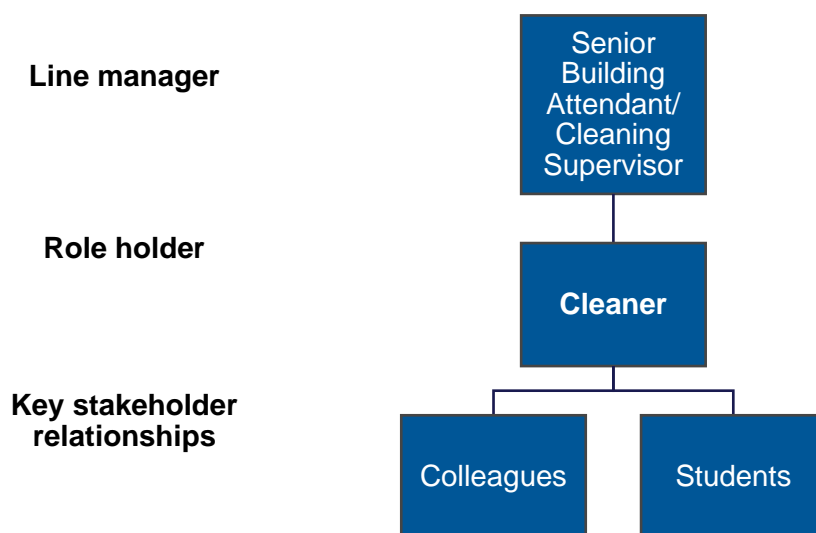 Line manager
Senior
Building
Attendant/
Cleaning
Supervisor
Role holder
Cleaner
Key stakeholder
relationships
Colleagues
Students